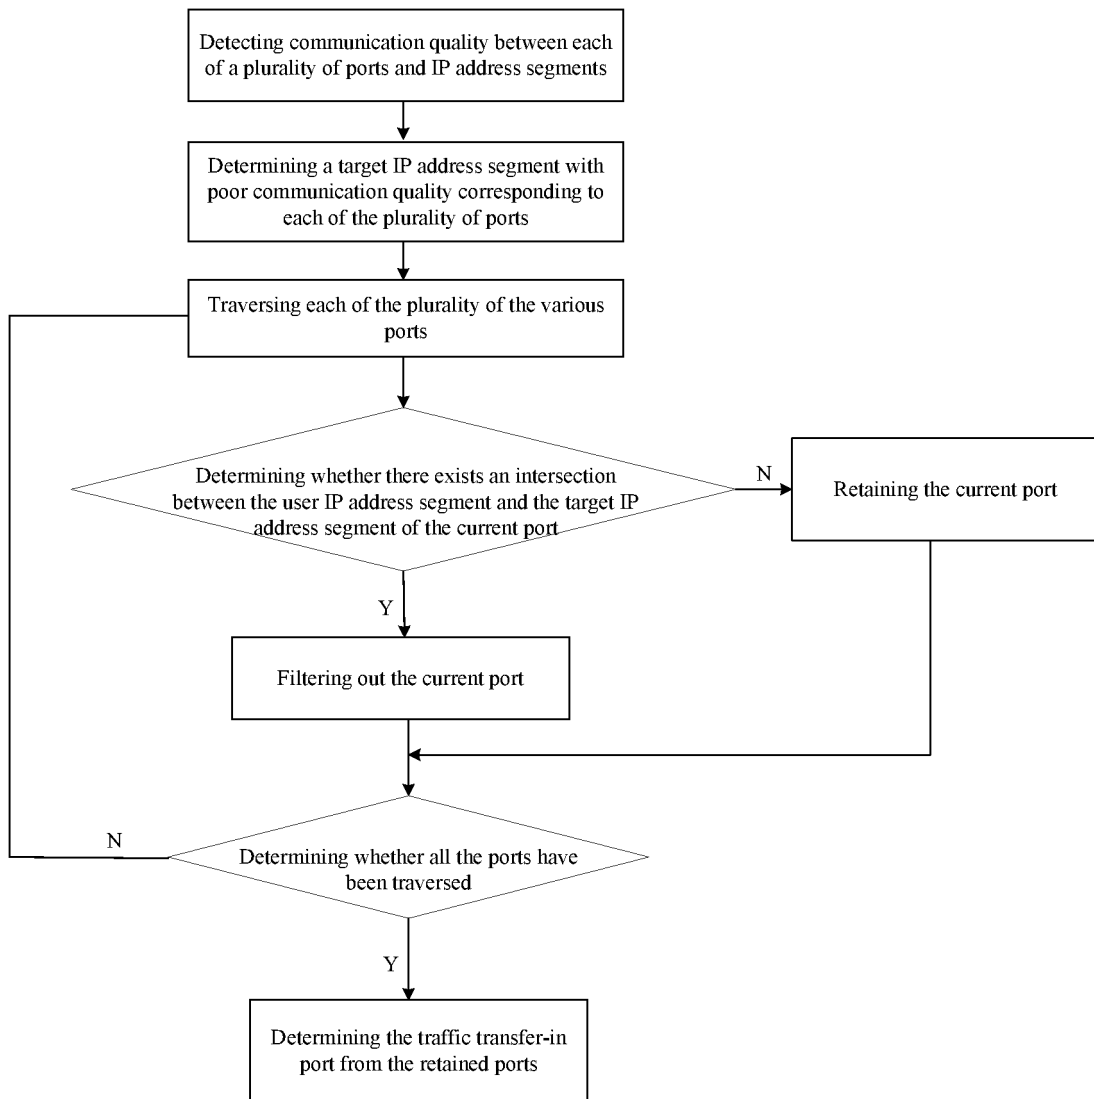 Detecting communication quality between each
of a plurality of ports and IP address segments
Determining a target IP address segment with
poor communication quality corresponding to
each of the plurality of ports
Traversing each of the plurality of the various
ports
Determining whether there exists an intersection
between the user IP address segment and the target IP
address segment of the current port
N
Retaining the current port
Y
Filtering out the current port
N
Determining whether all the ports have
been traversed
Y
Determining the traffic transfer-in
port from the retained ports